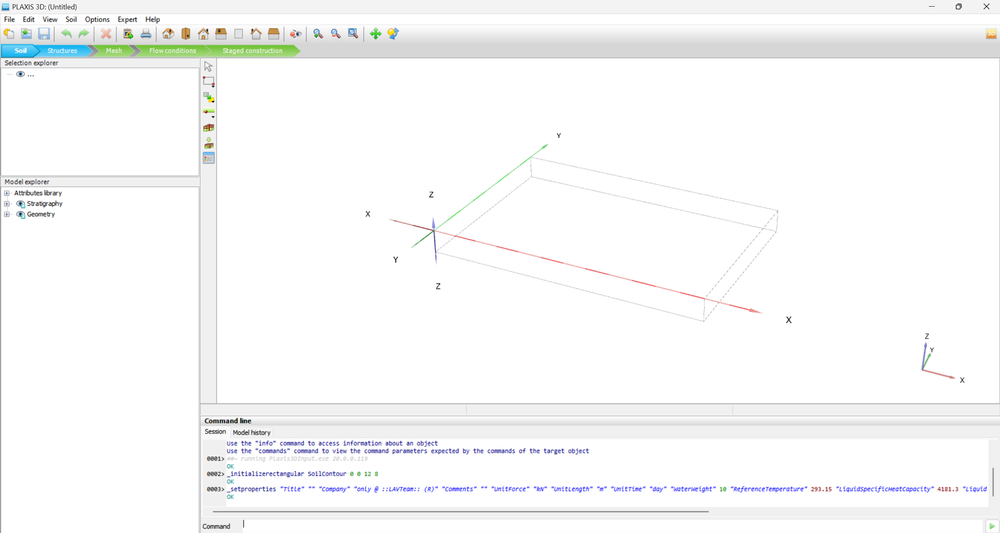 PLAXIS 3D: (Untitled)
File Edit View Soil Options Expert Help
3D
Soil Structures Mesh Flow conditions Staged construction
Selection explorer
...
Model explorer
Attributes library
Stratigraphy
Geometry
Y
Z
X
Y
Z
X
Z
Y
X
Command line
Session Model history
Use the "info" command to access information about an object
Use the "commands" command to view the command parameters expected by the commands of the target object
0001> ##~ running Plaxis3DInput.exe 20.0.0.119
OK
0002> _initializerectangular SoilContour 0 0 12 8
OK
0003> _setproperties "Title" "" "Company" "only @ ::LAVTeam:: (R)" "Comments" "" "UnitForce" "kN" "UnitLength" "m" "UnitTime" "day" "WaterWeight" 10 "ReferenceTemperature" 293.15 "LiquidSpecificHeatCapacity" 4181.3 "Liquid
OK
Command